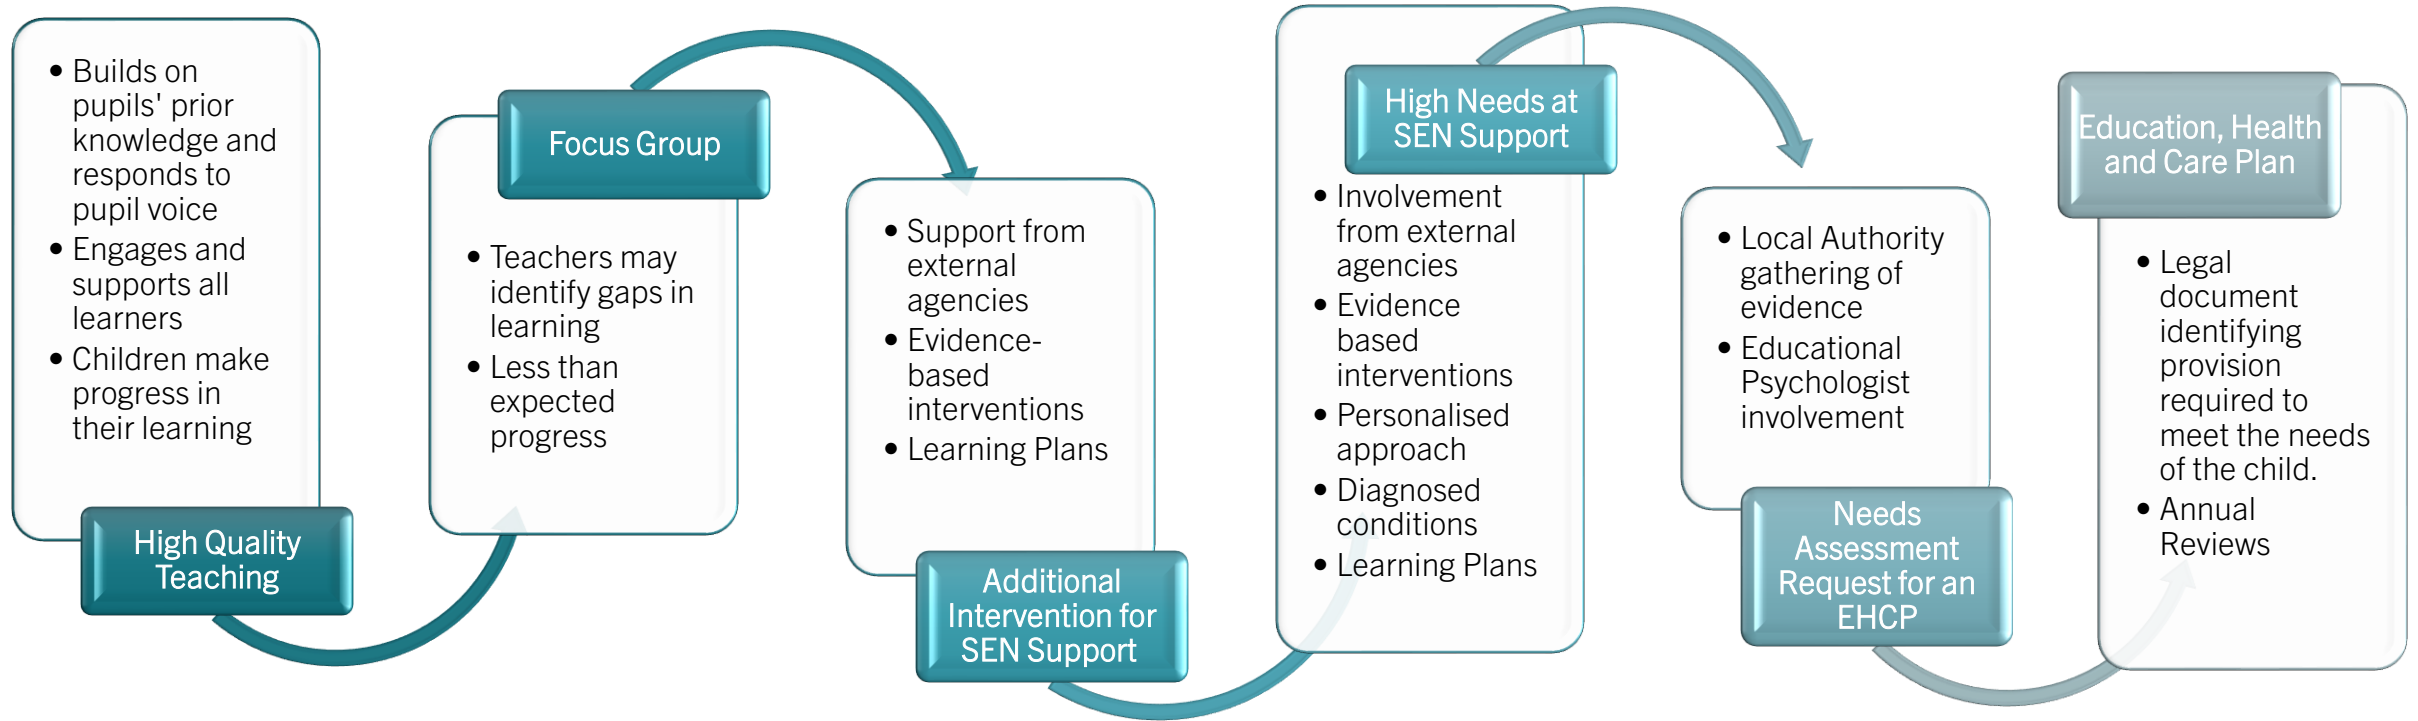 • Builds on
pupils' prior
knowledge and
responds to
pupil voice
• Engages and
supports all
learners
• Children make
progress in
their learning
High Quality
Teaching
Focus Group
• Teachers may
identify gaps in
learning
• Less than
expected
progress
• Support from
external
agencies
• Evidence-
based
interventions
• Learning Plans
Additional
Intervention for
SEN Support
High Needs at
SEN Support
• Involvement
from external
agencies
• Evidence
based
interventions
• Personalised
approach
• Diagnosed
conditions
• Learning Plans
• Local Authority
gathering of
evidence
• Educational
Psychologist
involvement
Needs
Assessment
Request for an
EHCP
Education, Health
and Care Plan
• Legal
document
identifying
provision
required to
meet the needs
of the child.
• Annual
Reviews